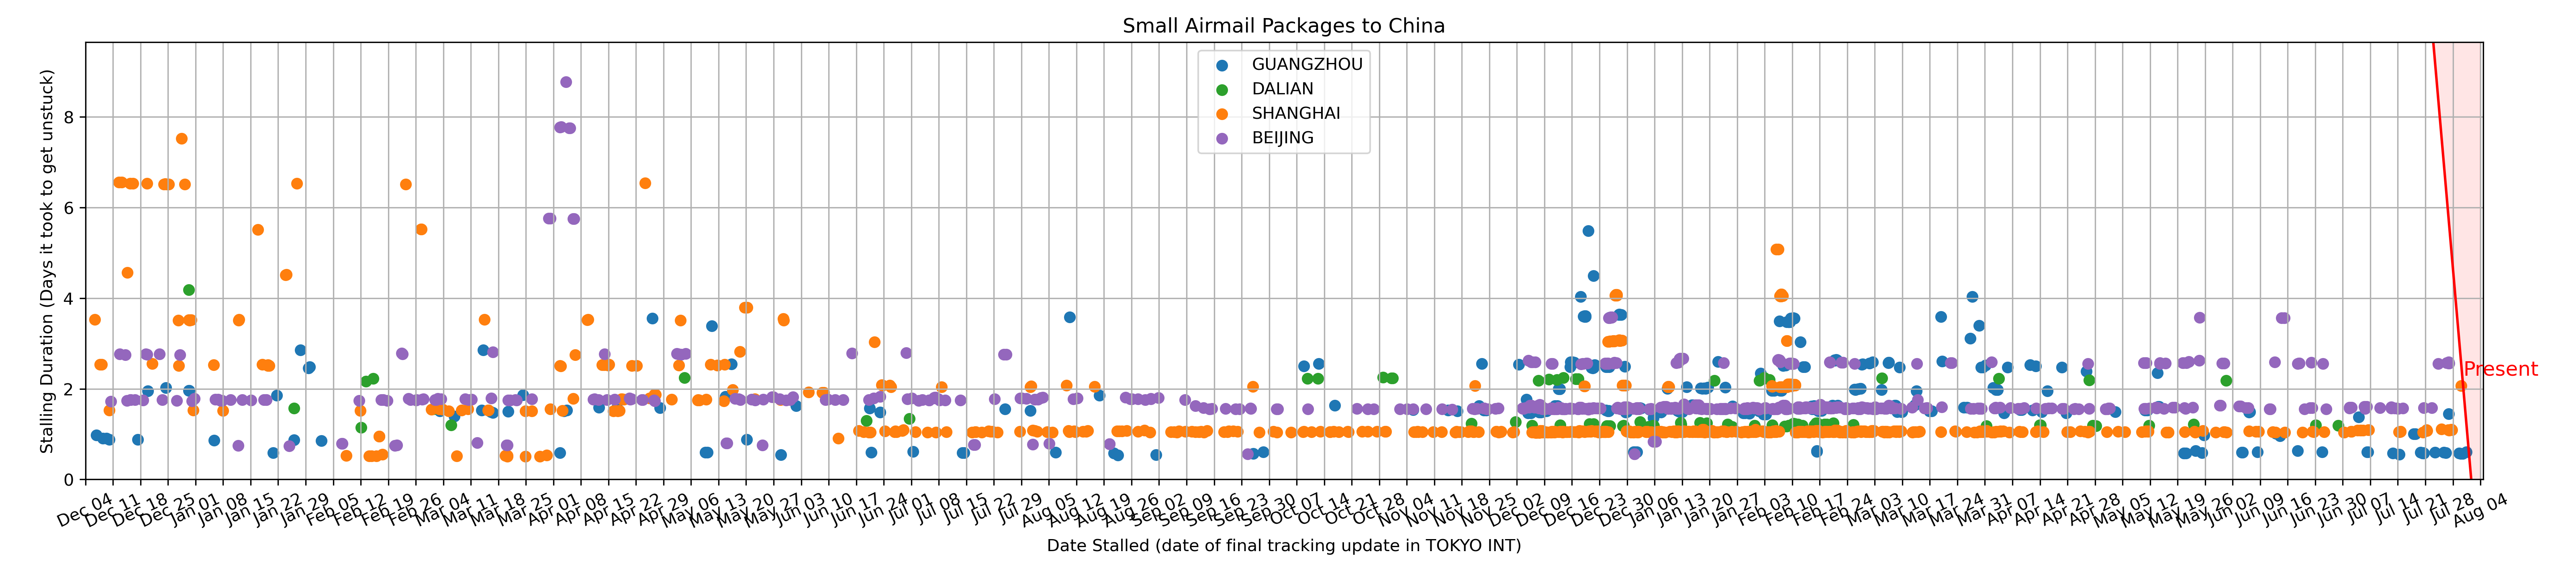 Small Airmail Packages to China
GUANGZHOU
DALIAN
SHANGHAI
BEIJING
Stalling Duration (Days it took to get unstuck)
8
6
4
2
0
Present
Dec 04
Dec 11
Dec 18
Dec 25
Jan 01
Jan 08
Jan 15
Jan 22
Jan 29
Feb 05
Feb 12
Feb 19
Feb 26
Mar 04
Mar 11
Mar 18
Mar 25
Apr 01
Apr 08
Apr 15
Apr 22
Apr 29
May 06
May 13
May 20
May 27
Jun 03
Jun 10
Jun 17
Jun 24
Jul 01
Jul 08
Jul 15
Jul 22
Jul 29
Aug 05
Aug 12
Aug 19
Aug 26
Sep 02
Sep 09
Sep 16
Sep 23
Sep 30
Oct 07
Oct 14
Oct 21
Oct 28
Nov 04
Nov 11
Nov 18
Nov 25
Dec 02
Dec 09
Dec 16
Dec 23
Dec 30
Jan 06
Jan 13
Jan 20
Jan 27
Feb 03
Feb 10
Feb 17
Feb 24
Mar 03
Mar 10
Mar 17
Mar 24
Mar 31
Apr 07
Apr 14
Apr 21
Apr 28
May 05
May 12
May 19
May 26
Jun 02
Jun 09
Jun 16
Jun 23
Jun 30
Jul 07
Jul 14
Jul 21
Jul 28
Aug 04
Date Stalled (date of final tracking update in TOKYO INT)